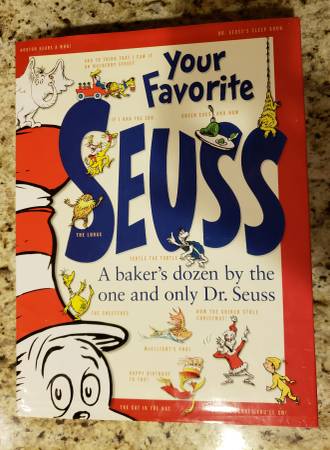 HORTON HEARS A WHO!
DR. SEUSS'S SLEEP BOOK
AND TO THINK THAT I SAW IT
ON MULBERRY STREET
Your
Favorite
IF I RAN THE ZOO
GREEN EGGS AND HAM
SEUSS
THE LORAX
YERTLE THE TURTLE
A baker's dozen by the
one and only Dr. Seuss
THE SNEETCHES
HOW THE GRINCH STOLE
CHRISTMAS!
McELLIGOT'S POOL
HAPPY BIRTHDAY
TO YOU!
THE CAT IN THE HAT
YOU'LL GO!